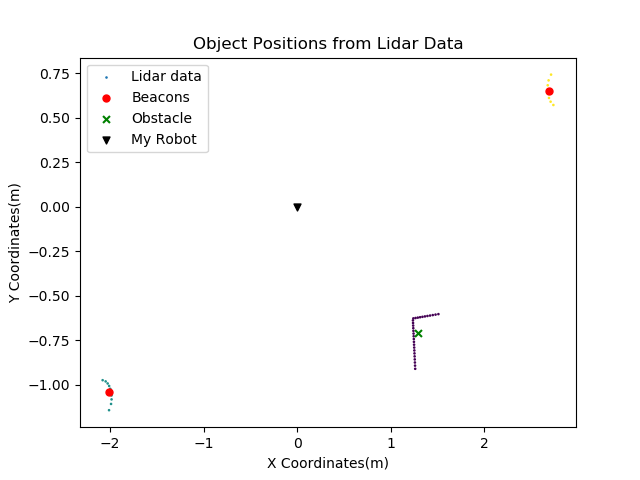 Object Positions from Lidar Data
Lidar data
Beacons
Obstacle
My Robot
0.75
0.50
0.25
0.00
−0.25
−0.50
−0.75
−1.00
Y Coordinates(m)
−2
−1
0
1
2
X Coordinates(m)